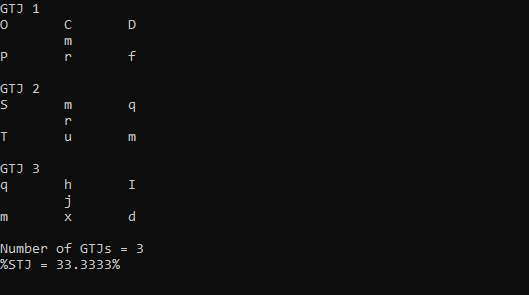 GTJ 1
O C D
m
P r f
GTJ 2
S m q
r
T u m
GTJ 3
q h I
j
m x d
Number of GTJs = 3
%STJ = 33.3333%